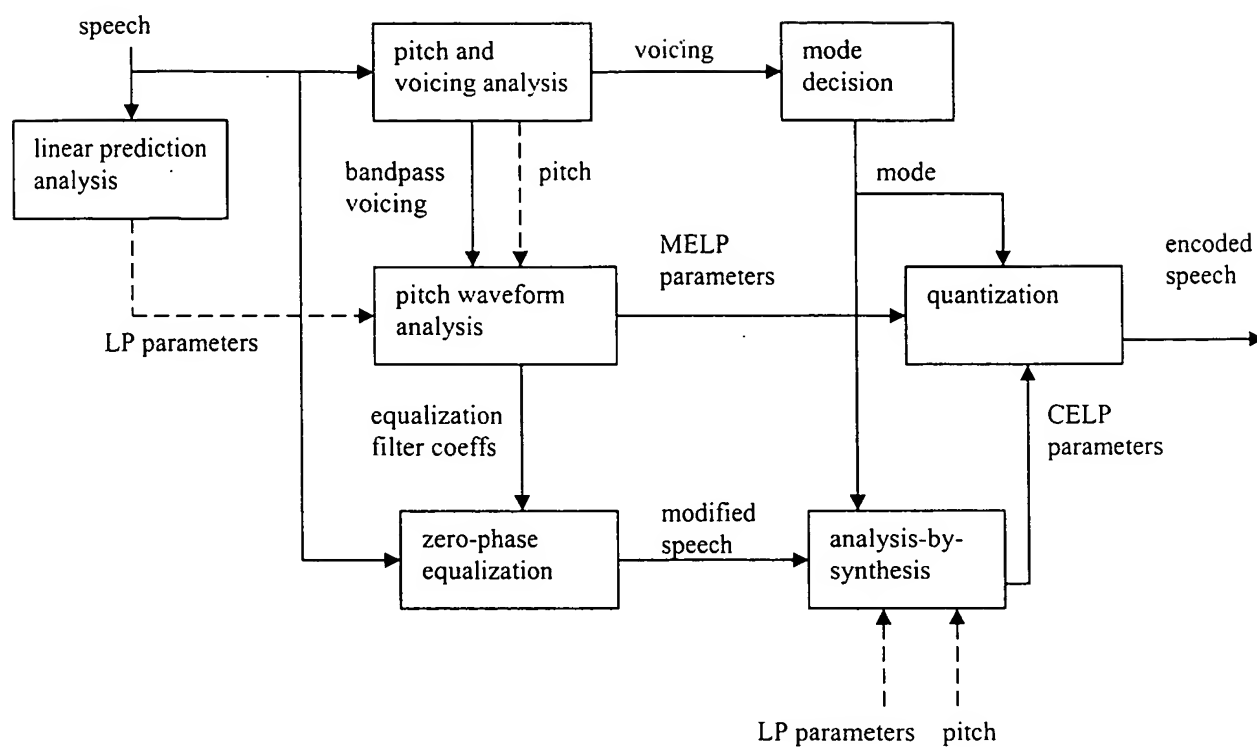 speech
pitch and
voicing analysis
voicing
mode
decision
linear prediction
analysis
bandpass
voicing
pitch
mode
MELP
parameters
encoded
speech
pitch waveform
analysis
quantization
LP parameters
equalization
filter coeffs
CELP
parameters
zero-phase
equalization
modified
speech
analysis-by-
synthesis
LP parameters
pitch